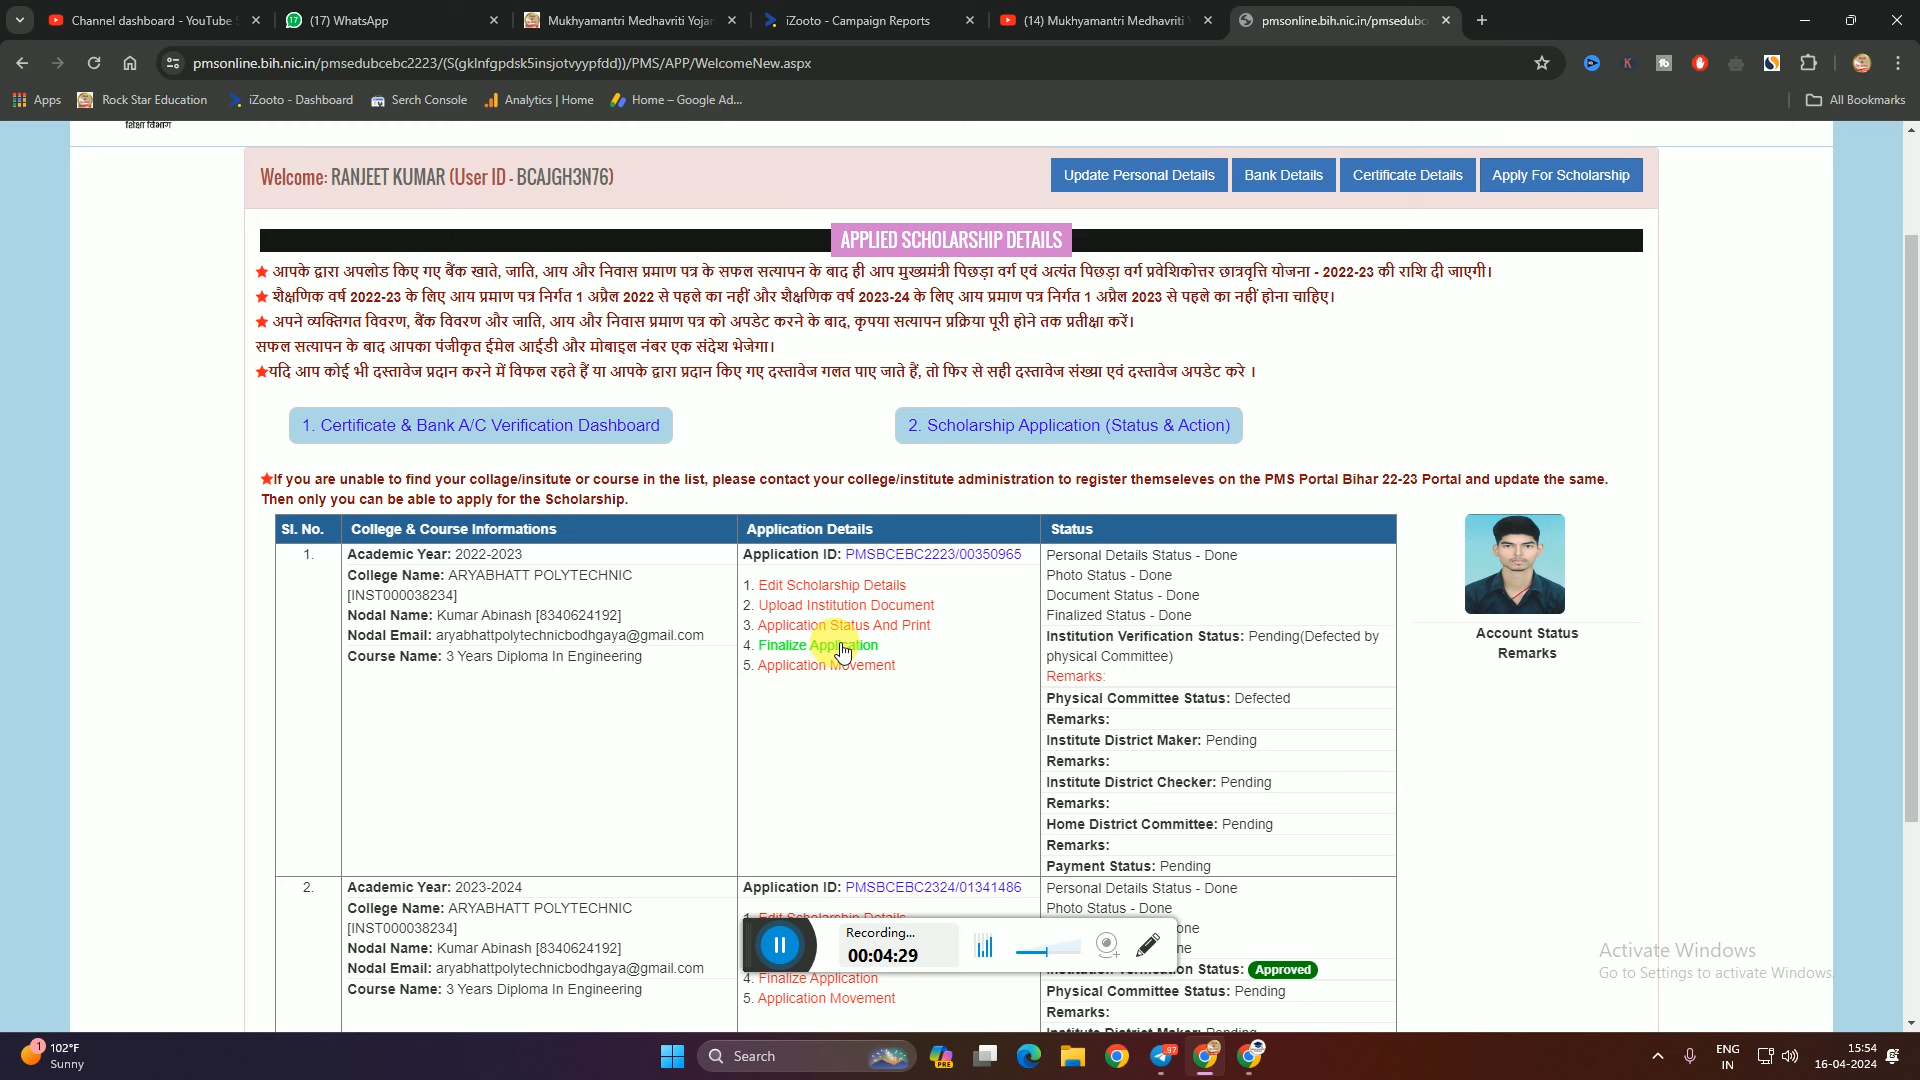 Channel dashboard - YouTube S
(17) WhatsApp
Mukhyamantri Medhavriti Yojan
iZooto - Campaign Reports
(14) Mukhyamantri Medhavriti Y
pmsonline.bih.nic.in/pmsedubc
pmsonline.bih.nic.in/pmsedubcebc2223/(S(gklnfgpdsk5insjotvyypfdd))/PMS/APP/WelcomeNew.aspx
Apps
Rock Star Education
iZooto - Dashboard
Serch Console
Analytics | Home
Home – Google Ad...
All Bookmarks
शिक्षा विभाग
Welcome: RANJEET KUMAR (User ID - BCAJGH3N76)
Update Personal Details
Bank Details
Certificate Details
Apply For Scholarship
APPLIED SCHOLARSHIP DETAILS
आपके द्वारा अपलोड किए गए बैंक खाते, जाति, आय और निवास प्रमाण पत्र के सफल सत्यापन के बाद ही आप मुख्यमंत्री पिछड़ा वर्ग एवं अत्यंत पिछड़ा वर्ग प्रवेशिकोत्तर छात्रवृत्ति योजना - 2022-23 की राशि दी जाएगी।
शैक्षणिक वर्ष 2022-23 के लिए आय प्रमाण पत्र निर्गत 1 अप्रैल 2022 से पहले का नहीं और शैक्षणिक वर्ष 2023-24 के लिए आय प्रमाण पत्र निर्गत 1 अप्रैल 2023 से पहले का नहीं होना चाहिए।
अपने व्यक्तिगत विवरण, बैंक विवरण और जाति, आय और निवास प्रमाण पत्र को अपडेट करने के बाद, कृपया सत्यापन प्रक्रिया पूरी होने तक प्रतीक्षा करें।
सफल सत्यापन के बाद आपका पंजीकृत ईमेल आईडी और मोबाइल नंबर एक संदेश भेजेगा।
यदि आप कोई भी दस्तावेज प्रदान करने में विफल रहते हैं या आपके द्वारा प्रदान किए गए दस्तावेज गलत पाए जाते हैं, तो फिर से सही दस्तावेज संख्या एवं दस्तावेज अपडेट करे ।
1. Certificate & Bank A/C Verification Dashboard
2. Scholarship Application (Status & Action)
If you are unable to find your collage/insitute or course in the list, please contact your college/institute administration to register themseleves on the PMS Portal Bihar 22-23 Portal and update the same.
Then only you can be able to apply for the Scholarship.
Sl. No.
College & Course Informations
Application Details
Status
1.
Academic Year: 2022-2023
College Name: ARYABHATT POLYTECHNIC
[INST000038234]
Nodal Name: Kumar Abinash [8340624192]
Nodal Email: aryabhattpolytechnicbodhgaya@gmail.com
Course Name: 3 Years Diploma In Engineering
Application ID: PMSBCEBC2223/00350965
1. Edit Scholarship Details
2. Upload Institution Document
3. Application Status And Print
4. Finalize Application
5. Application Movement
Personal Details Status - Done
Photo Status - Done
Document Status - Done
Finalized Status - Done
Institution Verification Status: Pending(Defected by
physical Committee)
Remarks:
Physical Committee Status: Defected
Remarks:
Institute District Maker: Pending
Remarks:
Institute District Checker: Pending
Remarks:
Home District Committee: Pending
Remarks:
Payment Status: Pending
Account Status
Remarks
2.
Academic Year: 2023-2024
College Name: ARYABHATT POLYTECHNIC
[INST000038234]
Nodal Name: Kumar Abinash [8340624192]
Nodal Email: aryabhattpolytechnicbodhgaya@gmail.com
Course Name: 3 Years Diploma In Engineering
Application ID: PMSBCEBC2324/01341486
4. Finalize Application
5. Application Movement
Personal Details Status - Done
Photo Status - Done
one
ne
Status: Approved
Physical Committee Status: Pending
Remarks:
Recording...
00:04:29
Activate Windows
Go to Settings to activate Windows.
1
102°F
Sunny
Search
PRE
97
ENG
IN
15:54
16-04-2024